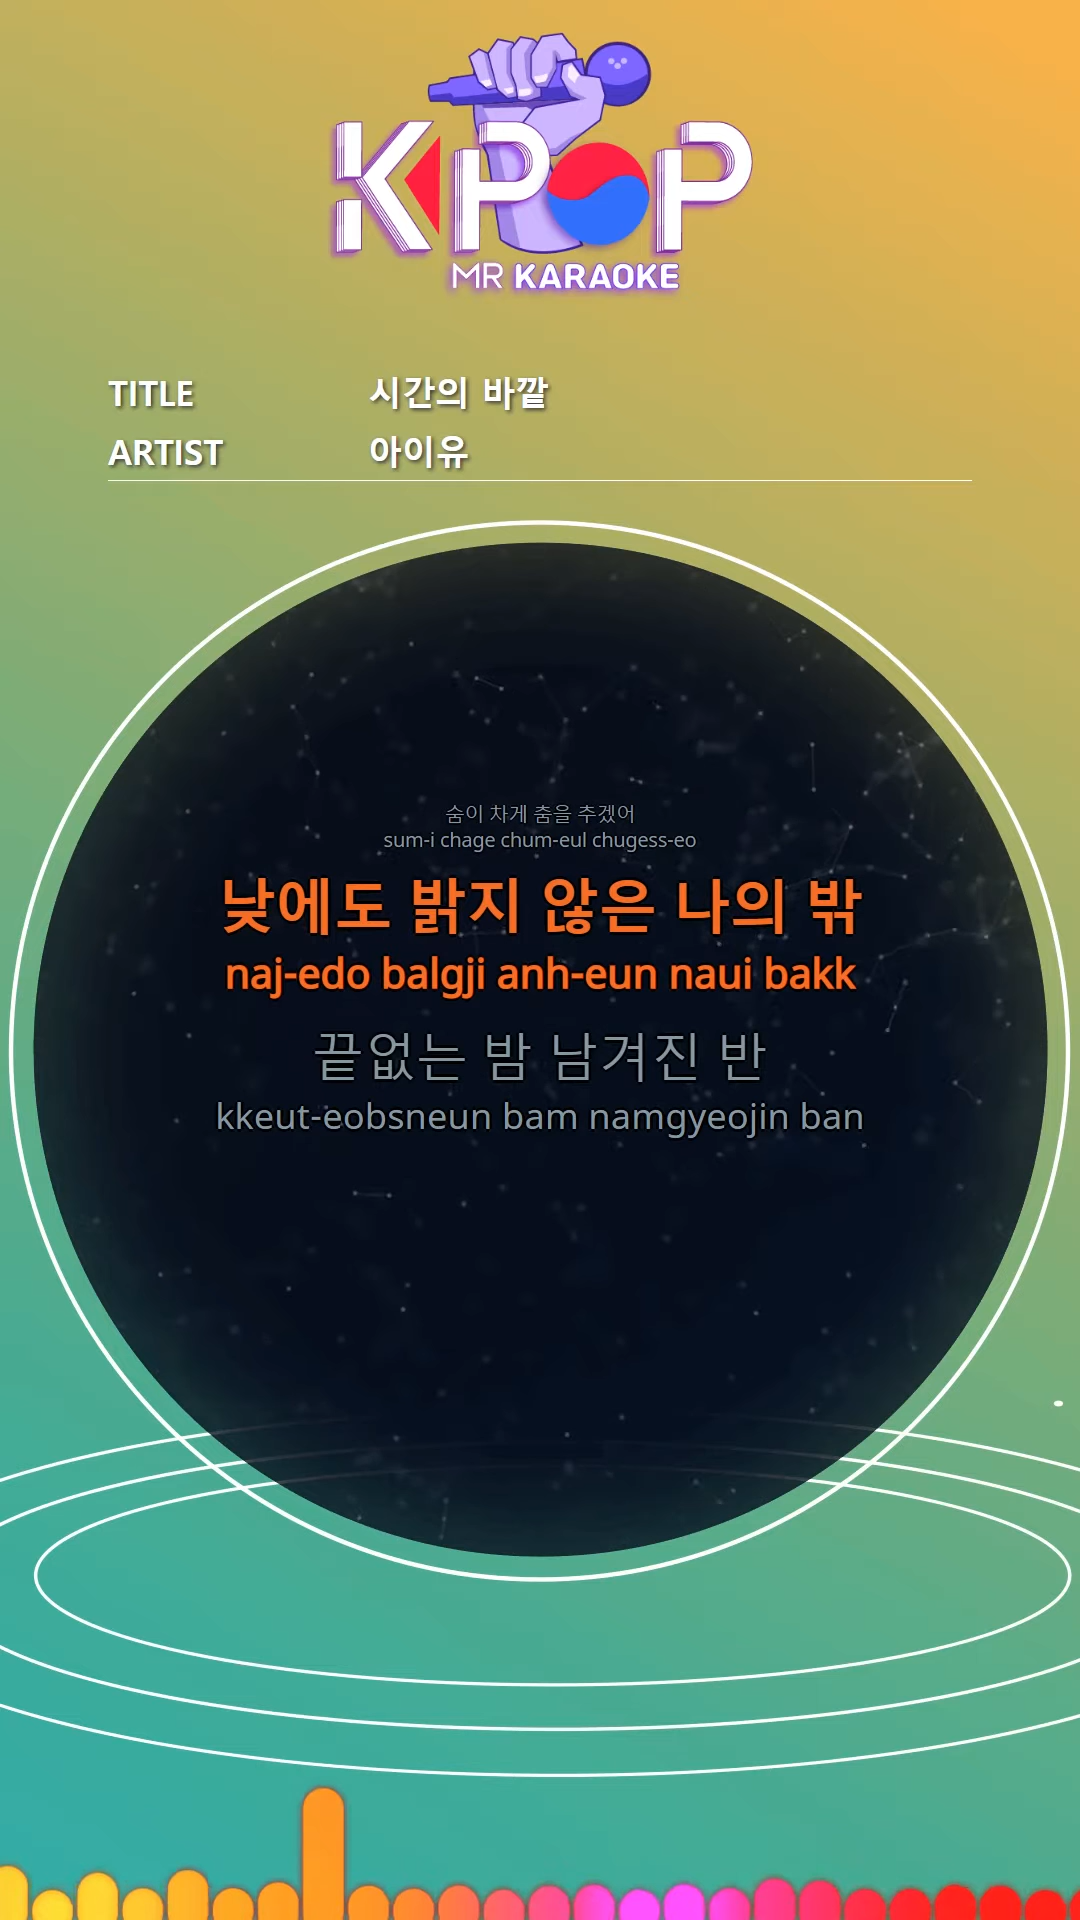 KPOP
MR KARAOKE
TITLE 시간의 바깥
ARTIST 아이유
숨이 차게 춤을 추겠어
sum-i chage chum-eul chugess-eo
낮에도 밝지 않은 나의 밖
naj-edo balgji anh-eun naui bakk
끝없는 밤 남겨진 반
kkeut-eobsneun bam namgyeojin ban